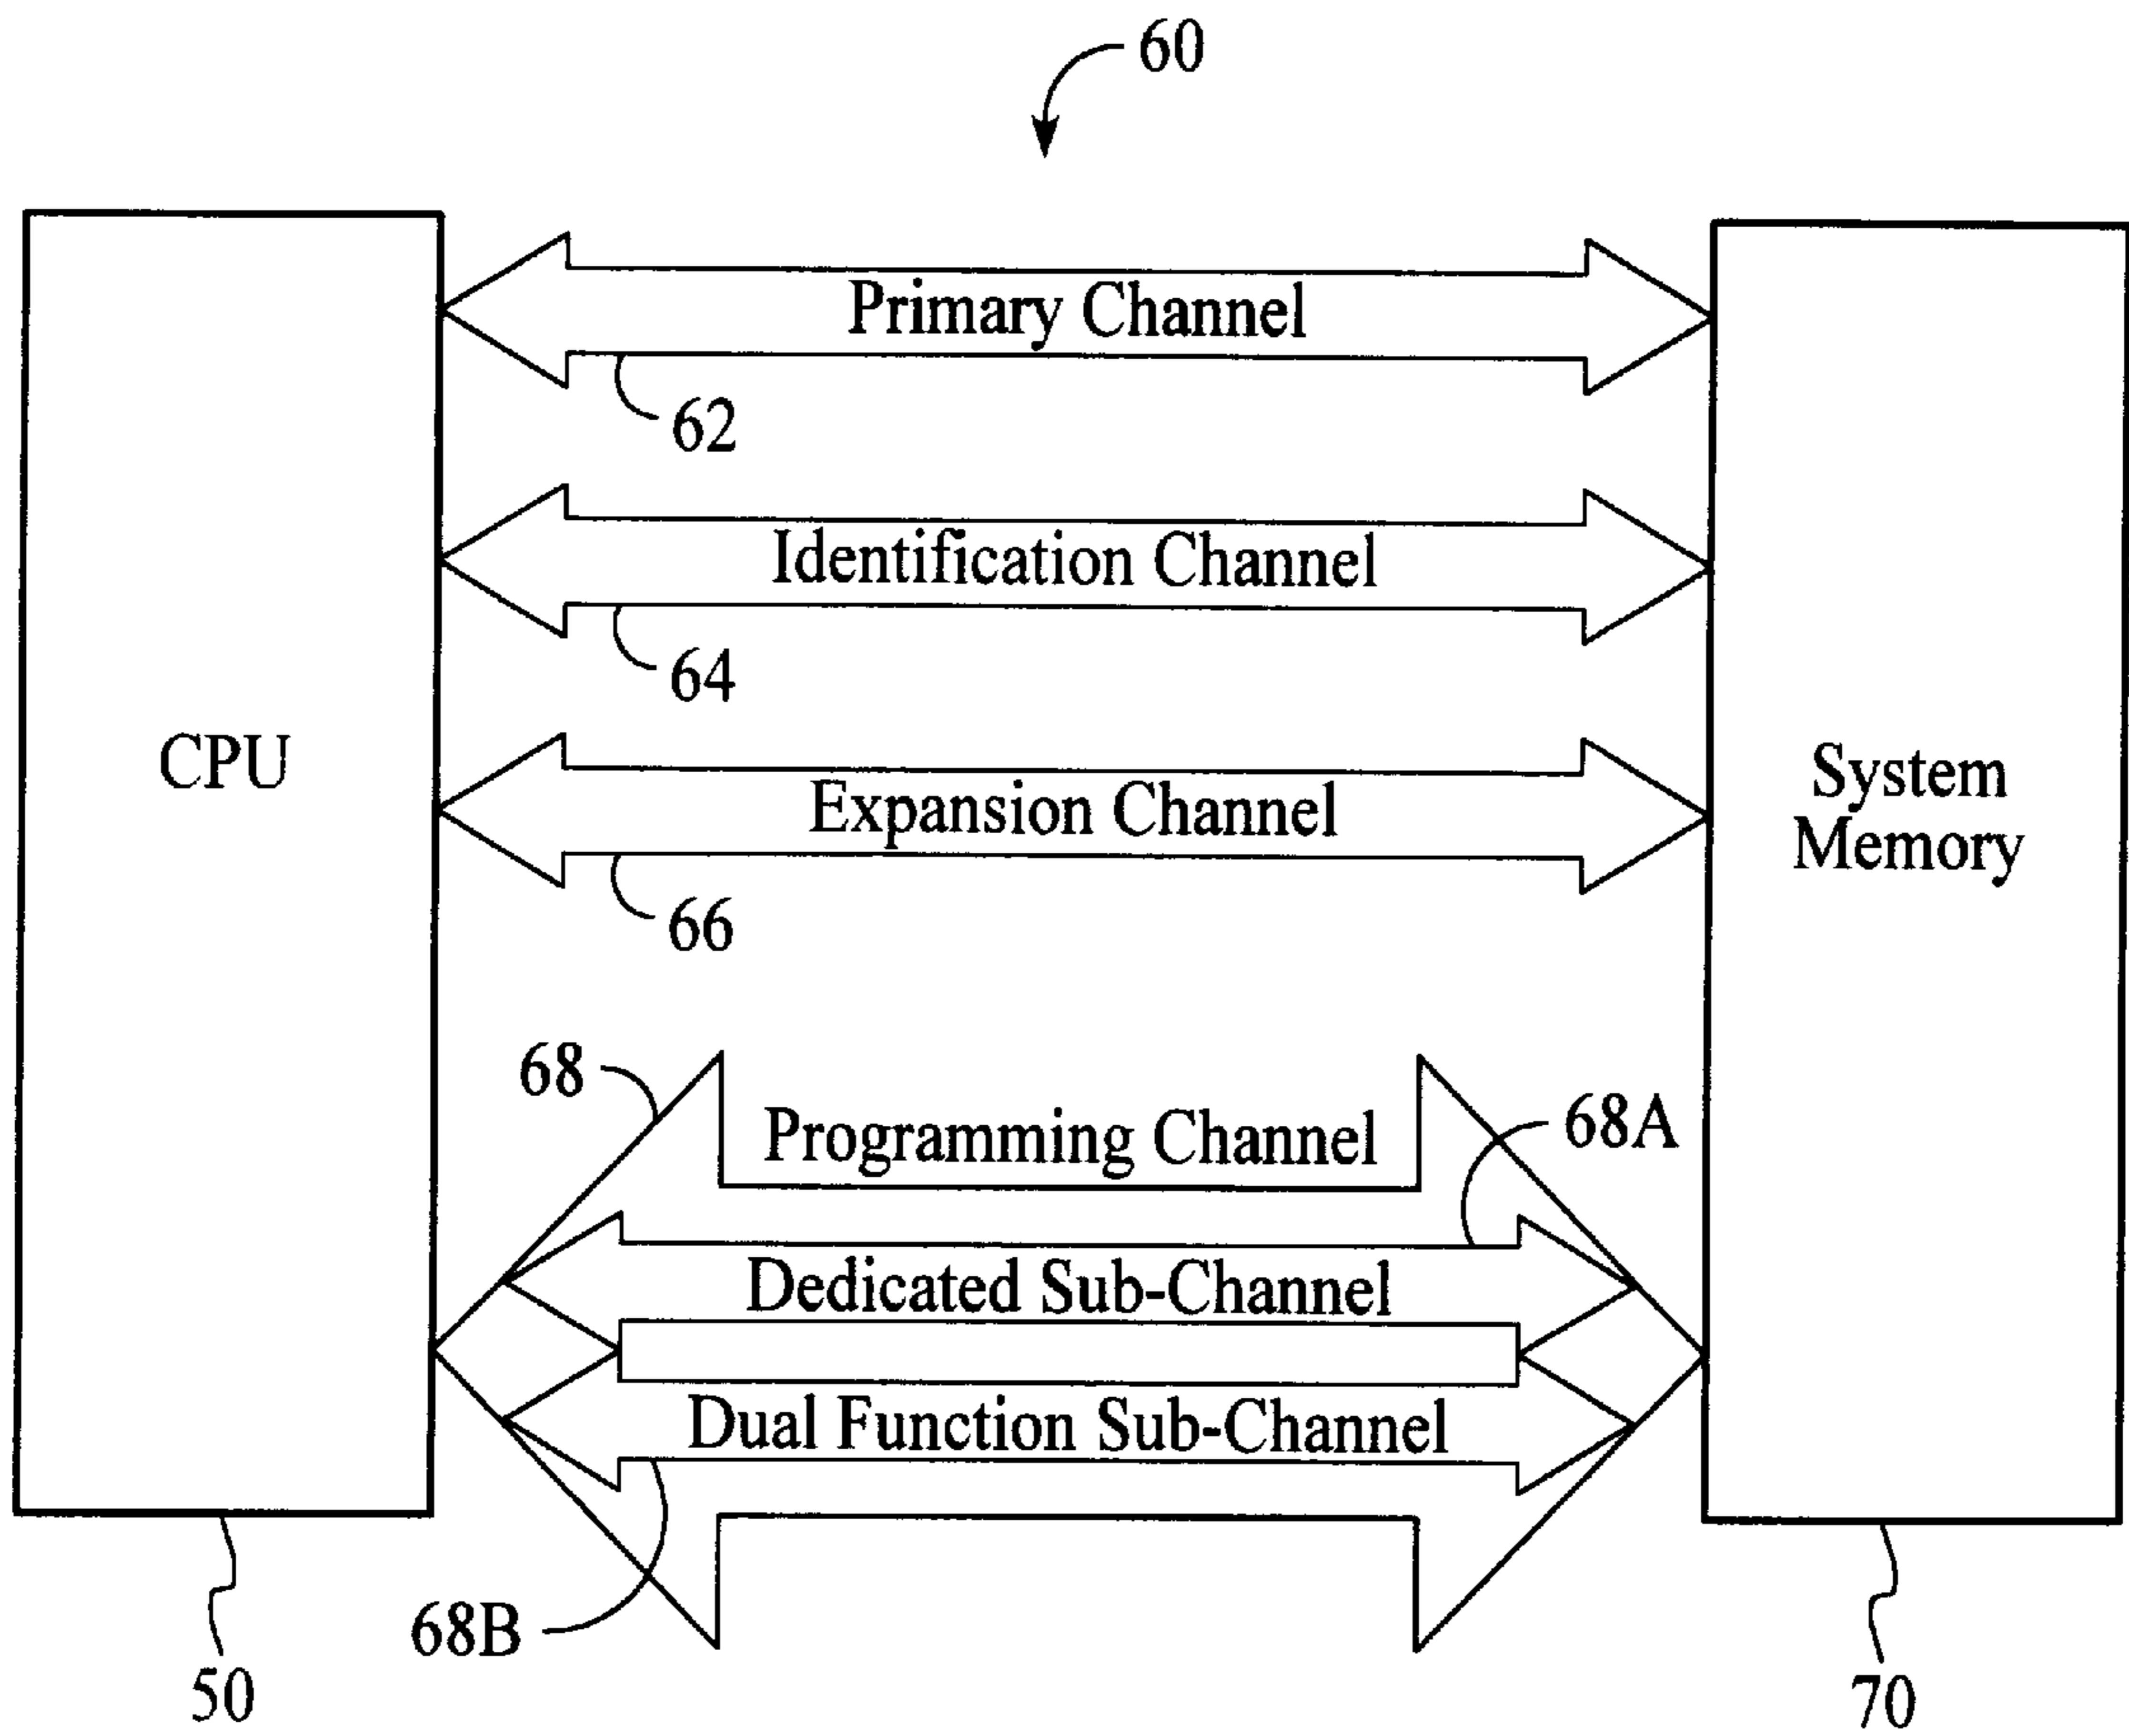 60
Primary Channel
62
Identification Channel
64
CPU
Expansion Channel
System
Memory
66
68
Programming Channel
68A
Dedicated Sub-Channel
Dual Function Sub-Channel
68B
50
70